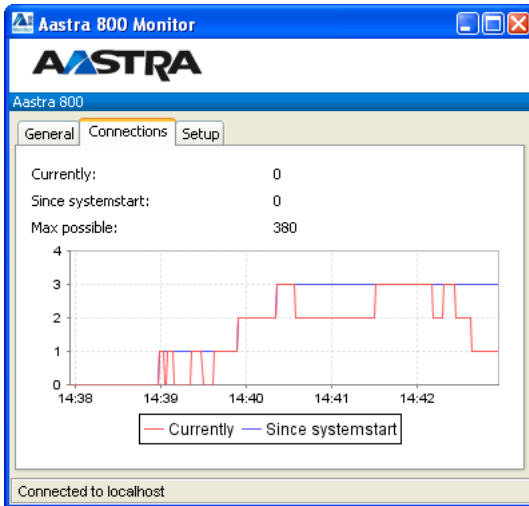 Aastra 800 Monitor
AASTRA
Aastra 800
General Connections Setup
Currently: 0
Since systemstart: 0
Max possible: 380
4
3
2
1
0
14:38 14:39 14:40 14:41 14:42
Currently Since systemstart
Connected to localhost